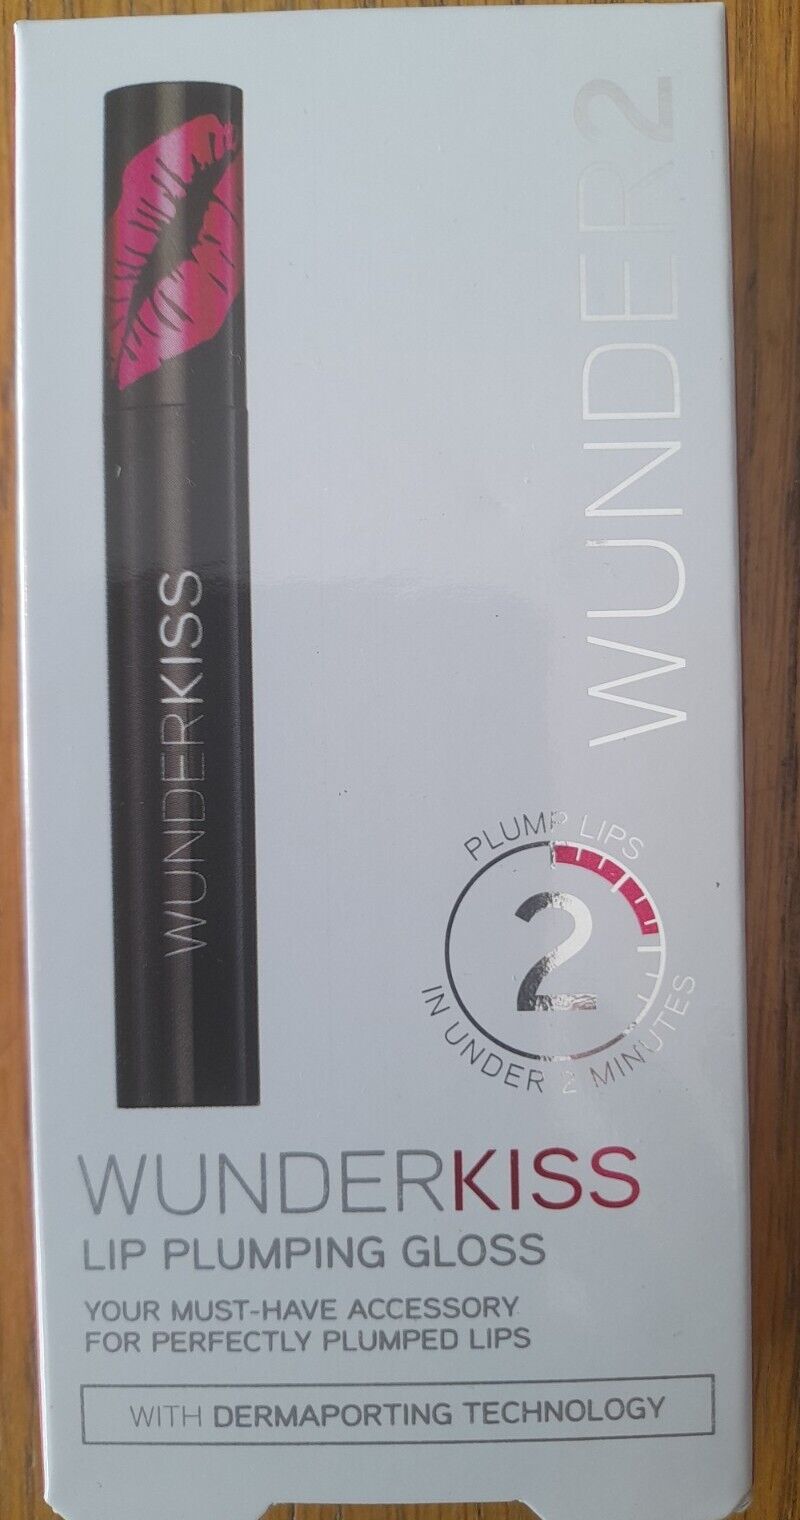 WUNDER2
WUNDERKISS
PLUMP LIPS
2
IN UNDER 2 MINUTES
WUNDERKISS
LIP PLUMPING GLOSS
YOUR MUST-HAVE ACCESSORY
FOR PERFECTLY PLUMPED LIPS
WITH DERMAPORTING TECHNOLOGY